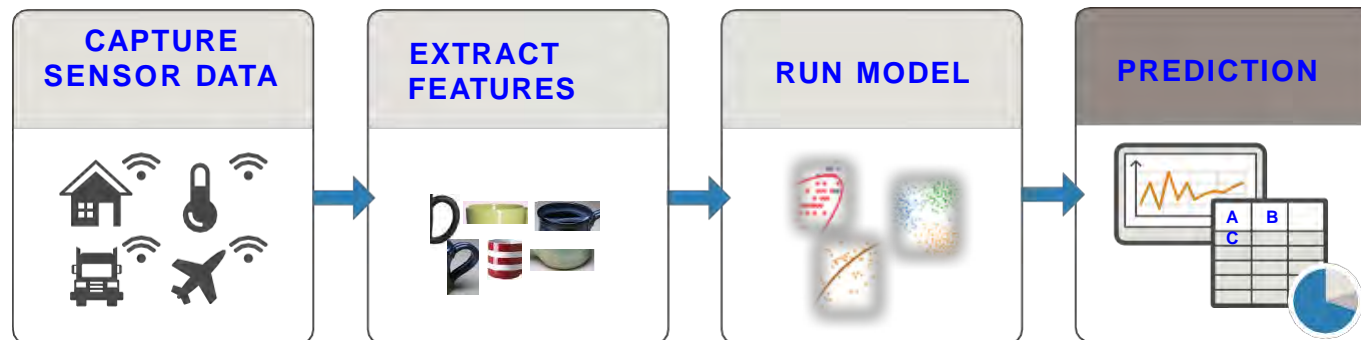 CAPTURE
SENSOR DATA
EXTRACT
FEATURES
RUN MODEL
PREDICTION
A B
C